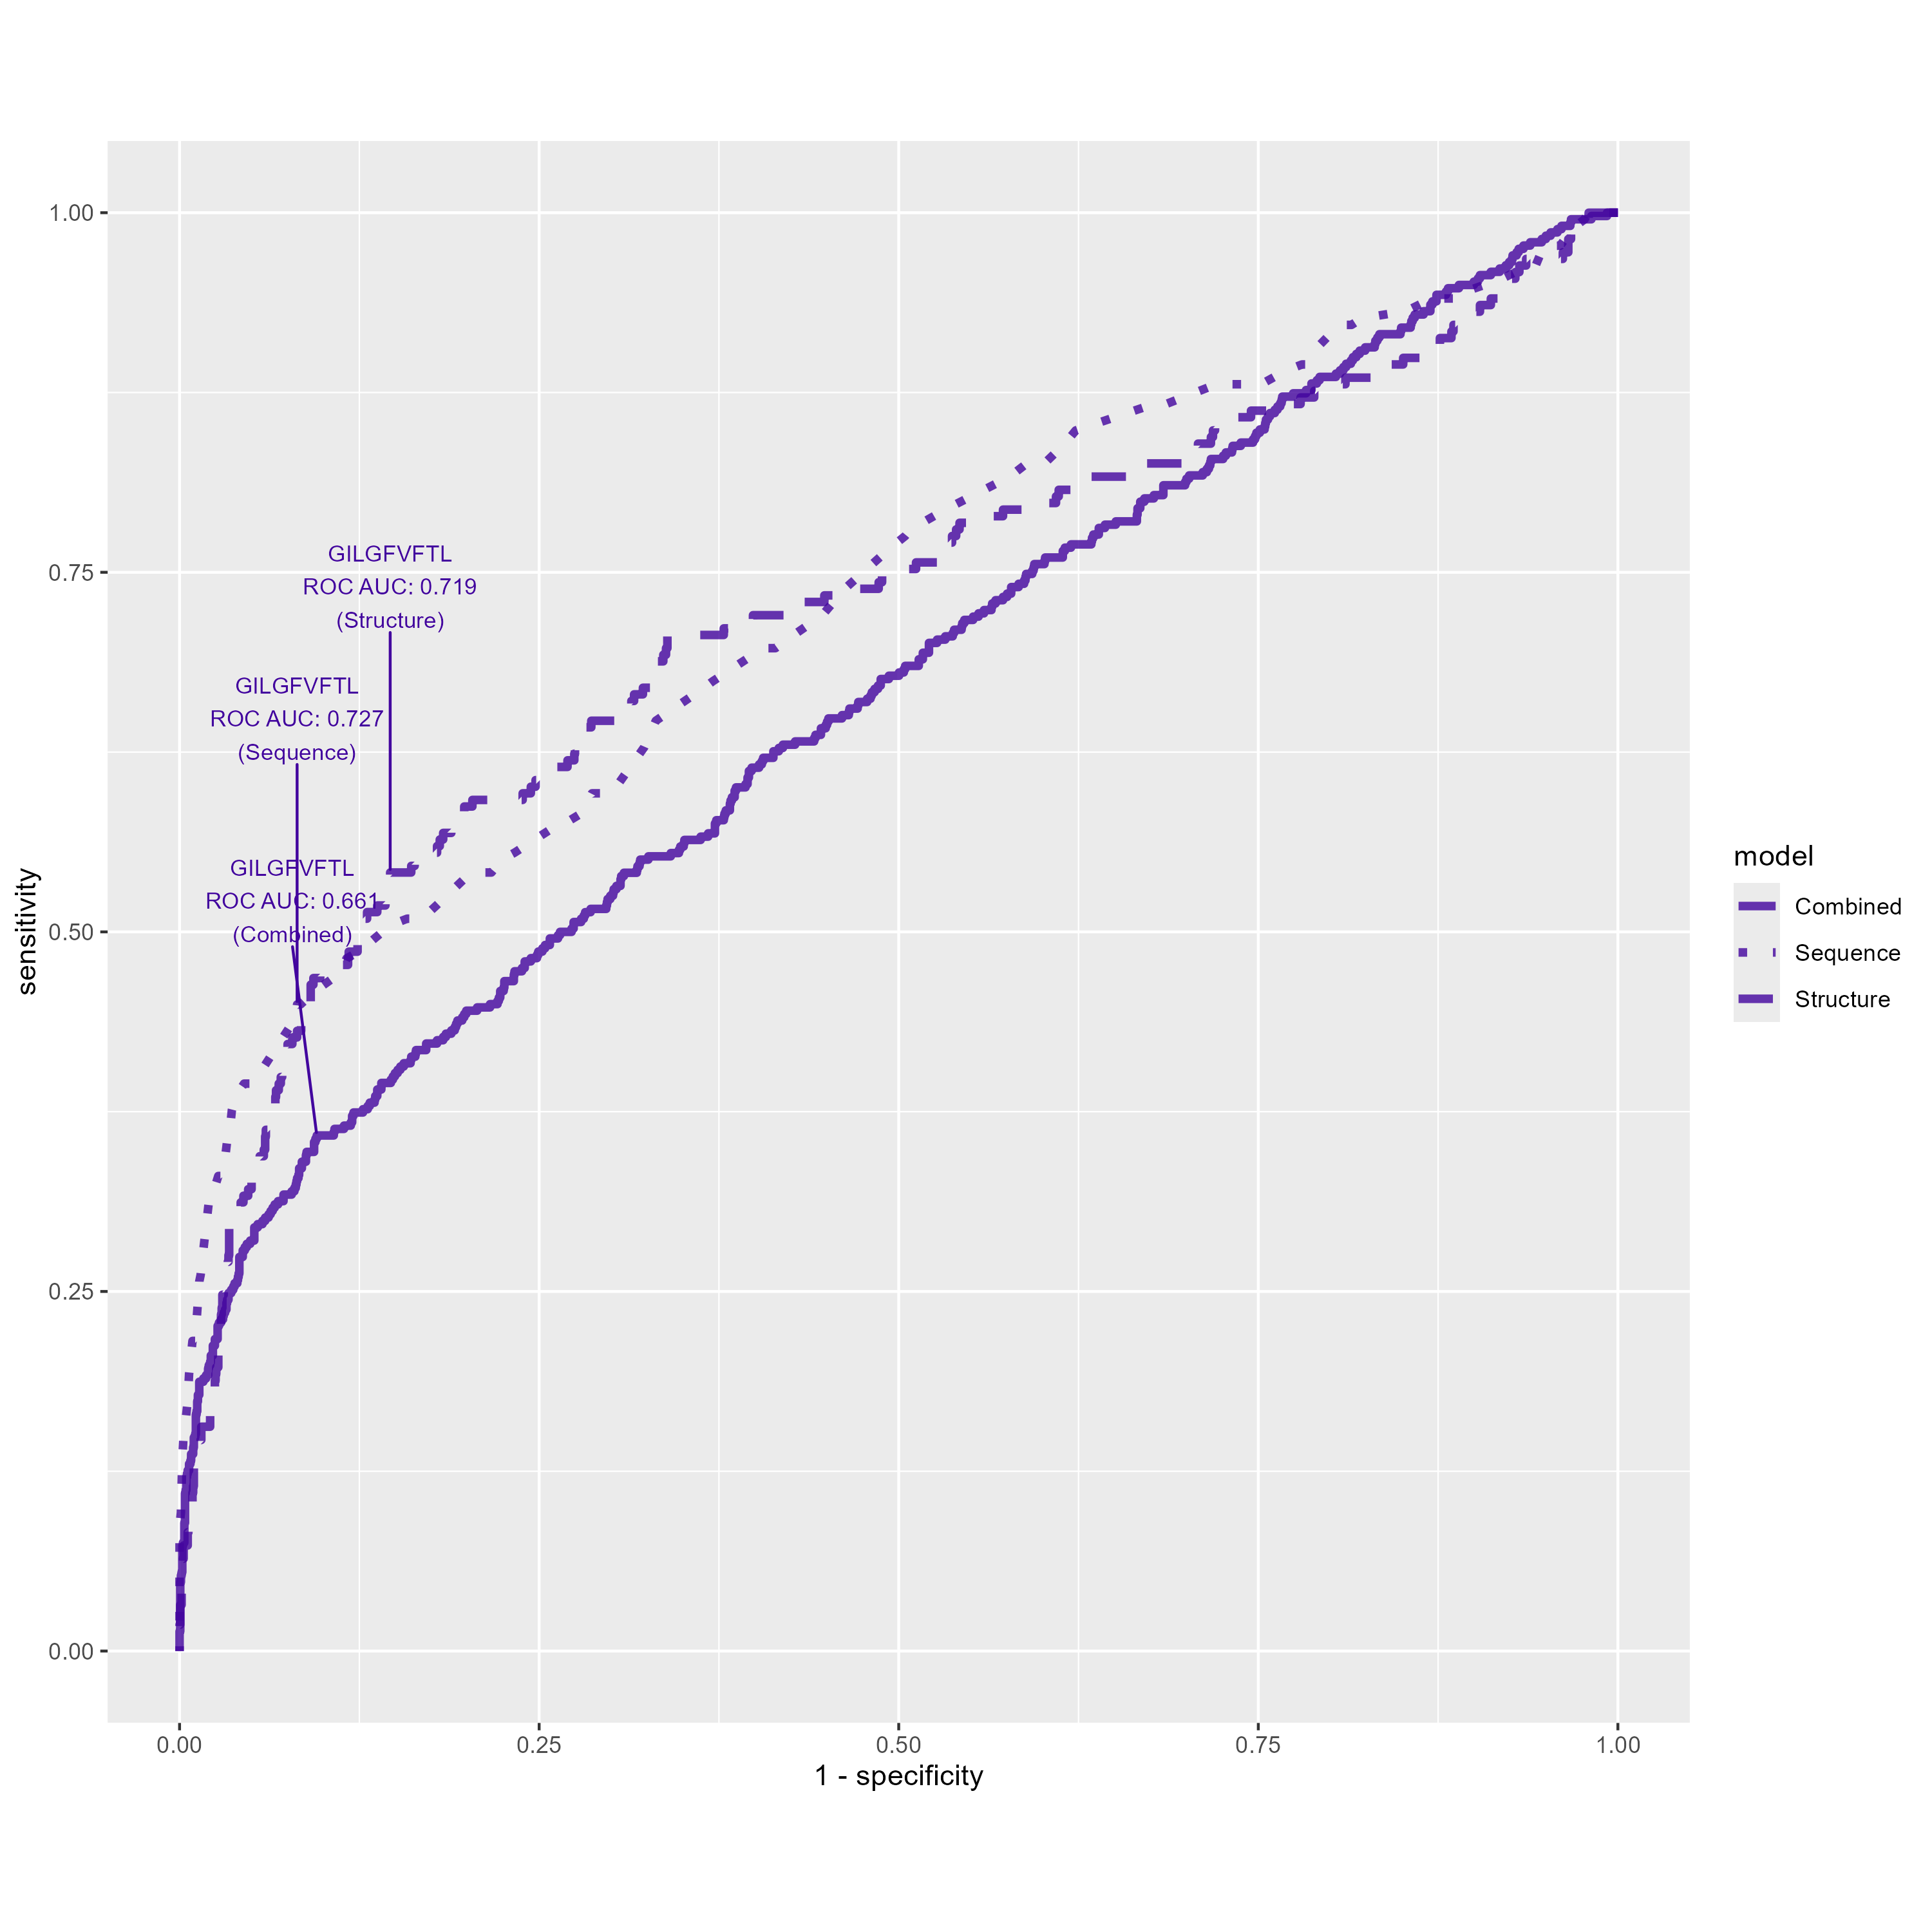 1.00
0.75
0.50
0.25
0.00
sensitivity
GILGFVFTL
ROC AUC: 0.719
(Structure)
GILGFVFTL
ROC AUC: 0.727
(Sequence)
GILGFVFTL
ROC AUC: 0.661
(Combined)
0.00 0.25 0.50 0.75 1.00
1 - specificity
model
Combined
Sequence
Structure